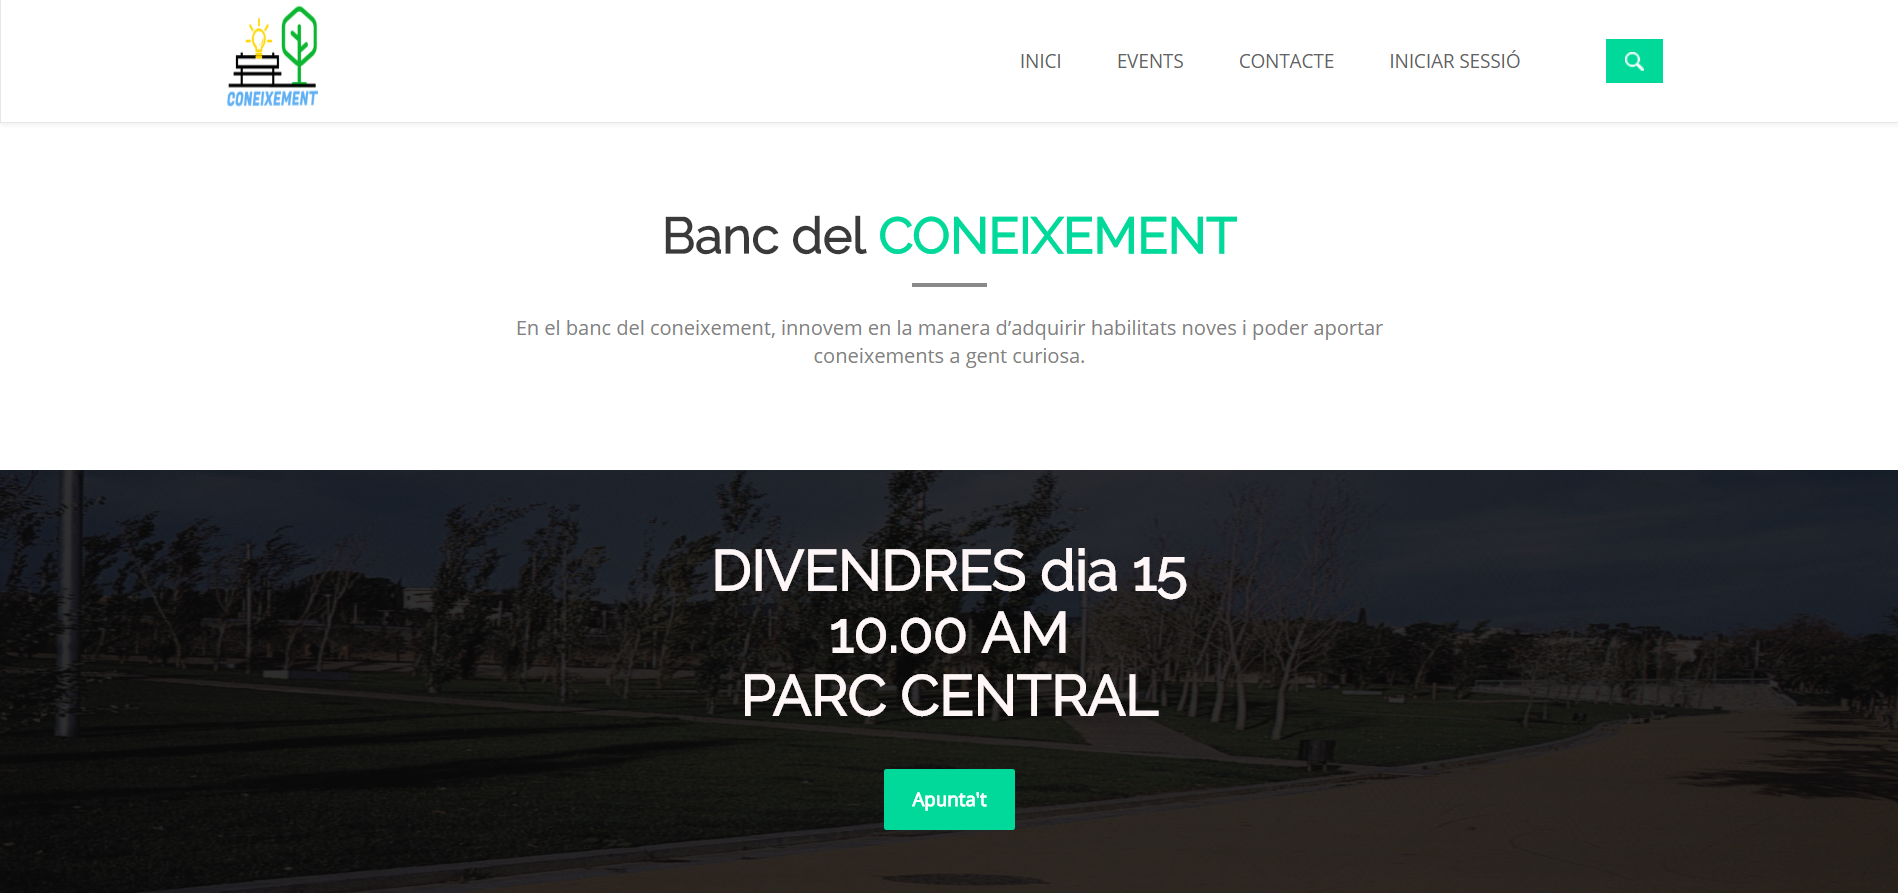 CONEIXEMENT
INICI
EVENTS
CONTACTE
INICIAR SESSIÓ
Banc del CONEIXEMENT
En el banc del coneixement, innovem en la manera d’adquirir habilitats noves i poder aportar
coneixements a gent curiosa.
DIVENDRES dia 15
10.00 AM
PARC CENTRAL
Apunta't